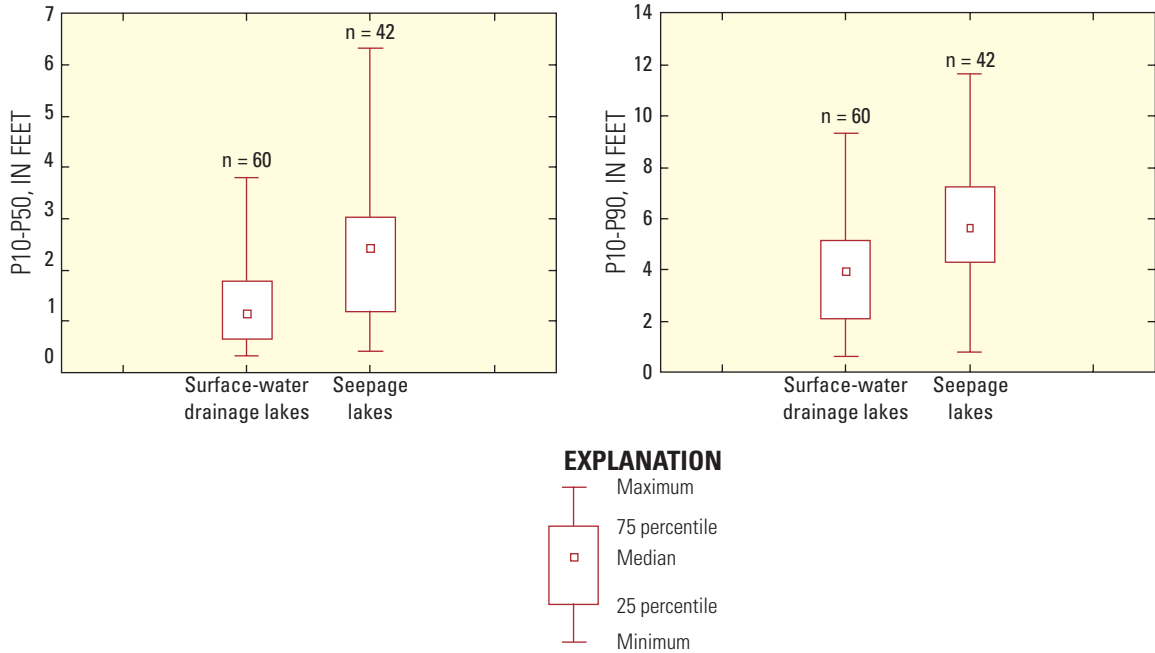 P10-P50, IN FEET
7
6
5
4
3
2
1
0
n = 60
n = 42
Surface-water
drainage lakes
Seepage
lakes
P10-P90, IN FEET
14
12
10
8
6
4
2
0
n = 60
n = 42
Surface-water
drainage lakes
Seepage
lakes
EXPLANATION
Maximum
75 percentile
Median
25 percentile
Minimum